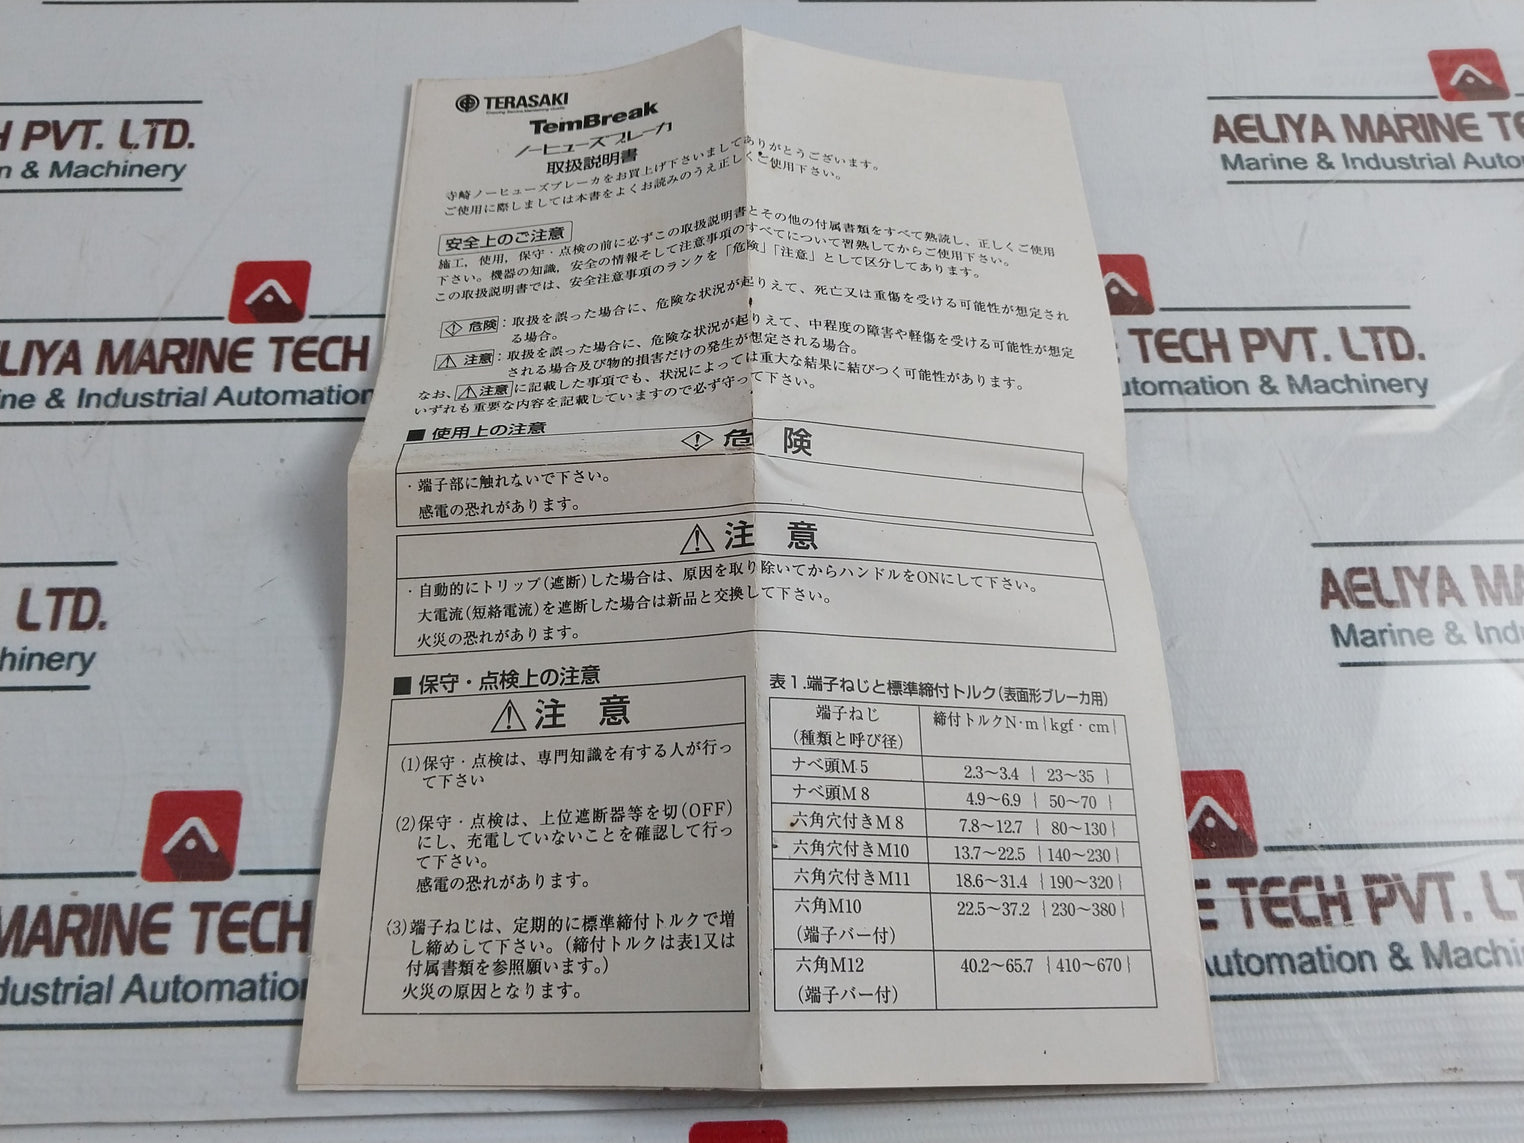 TERASAKI
TemBreak
ノーヒューズブレーカ
取扱説明書
寺崎ノーヒューズブレーカをお買上げ下さいましてありがとうございます。
ご使用に際しましては本書をよくお読みのうえ正しくご使用下さい。
安全上のご注意
施工，使用，保守・点検の前に必ずこの取扱説明書とその他の付属書類をすべて熟読し、正しくご使用
下さい。機器の知識，安全の情報そして注意事項のすべてについて習熟してからご使用下さい。
この取扱説明書では、安全注意事項のランクを「危険」「注意」として区分してあります。
危険：取扱を誤った場合に、危険な状況が起りえて、死亡又は重傷を受ける可能性が想定され
る場合。
注意：取扱を誤った場合に、危険な状況が起りえて、中程度の障害や軽傷を受ける可能性が想定
される場合及び物的損害だけの発生が想定される場合。
なお、注意に記載した事項でも、状況によっては重大な結果に結びつく可能性があります。
いずれも重要な内容を記載していますので必ず守って下さい。
■ 使用上の注意
危 険
・端子部に触れないで下さい。
感電の恐れがあります。
注 意
・自動的にトリップ(遮断)した場合は、原因を取り除いてからハンドルをONにして下さい。
大電流(短絡電流)を遮断した場合は新品と交換して下さい。
火災の恐れがあります。
■ 保守・点検上の注意
注 意
(1)保守・点検は、専門知識を有する人が行っ
て下さい
(2)保守・点検は、上位遮断器等を切(OFF)
にし、充電していないことを確認して行っ
て下さい。
感電の恐れがあります。
(3)端子ねじは、定期的に標準締付トルクで増
し締めして下さい。(締付トルクは表1又は
付属書類を参照願います。)
火災の原因となります。
表1.端子ねじと標準締付トルク(表面形ブレーカ用)
端子ねじ
(種類と呼び径) 締付トルクN・m{kgf・cm}
ナベ頭M5 2.3～3.4 {23～35}
ナベ頭M8 4.9～6.9 {50～70}
六角穴付きM8 7.8～12.7 {80～130}
六角穴付きM10 13.7～22.5 {140～230}
六角穴付きM11 18.6～31.4 {190～320}
六角M10 22.5～37.2 {230～380}
(端子バー付)
六角M12 40.2～65.7 {410～670}
(端子バー付)
H PVT. LTD.
n & Machinery
AELIYA MARINE TE
Marine & Industrial Auto
ELIYA MARINE TECH
ne & Industrial Automation
TECH PVT. LTD.
utomation & Machinery
LTD.
hinery
AELIYA MA
Marine & Indu
MARINE TECH
dustrial Automation
E TECH PVT. LT
Automation & Machi